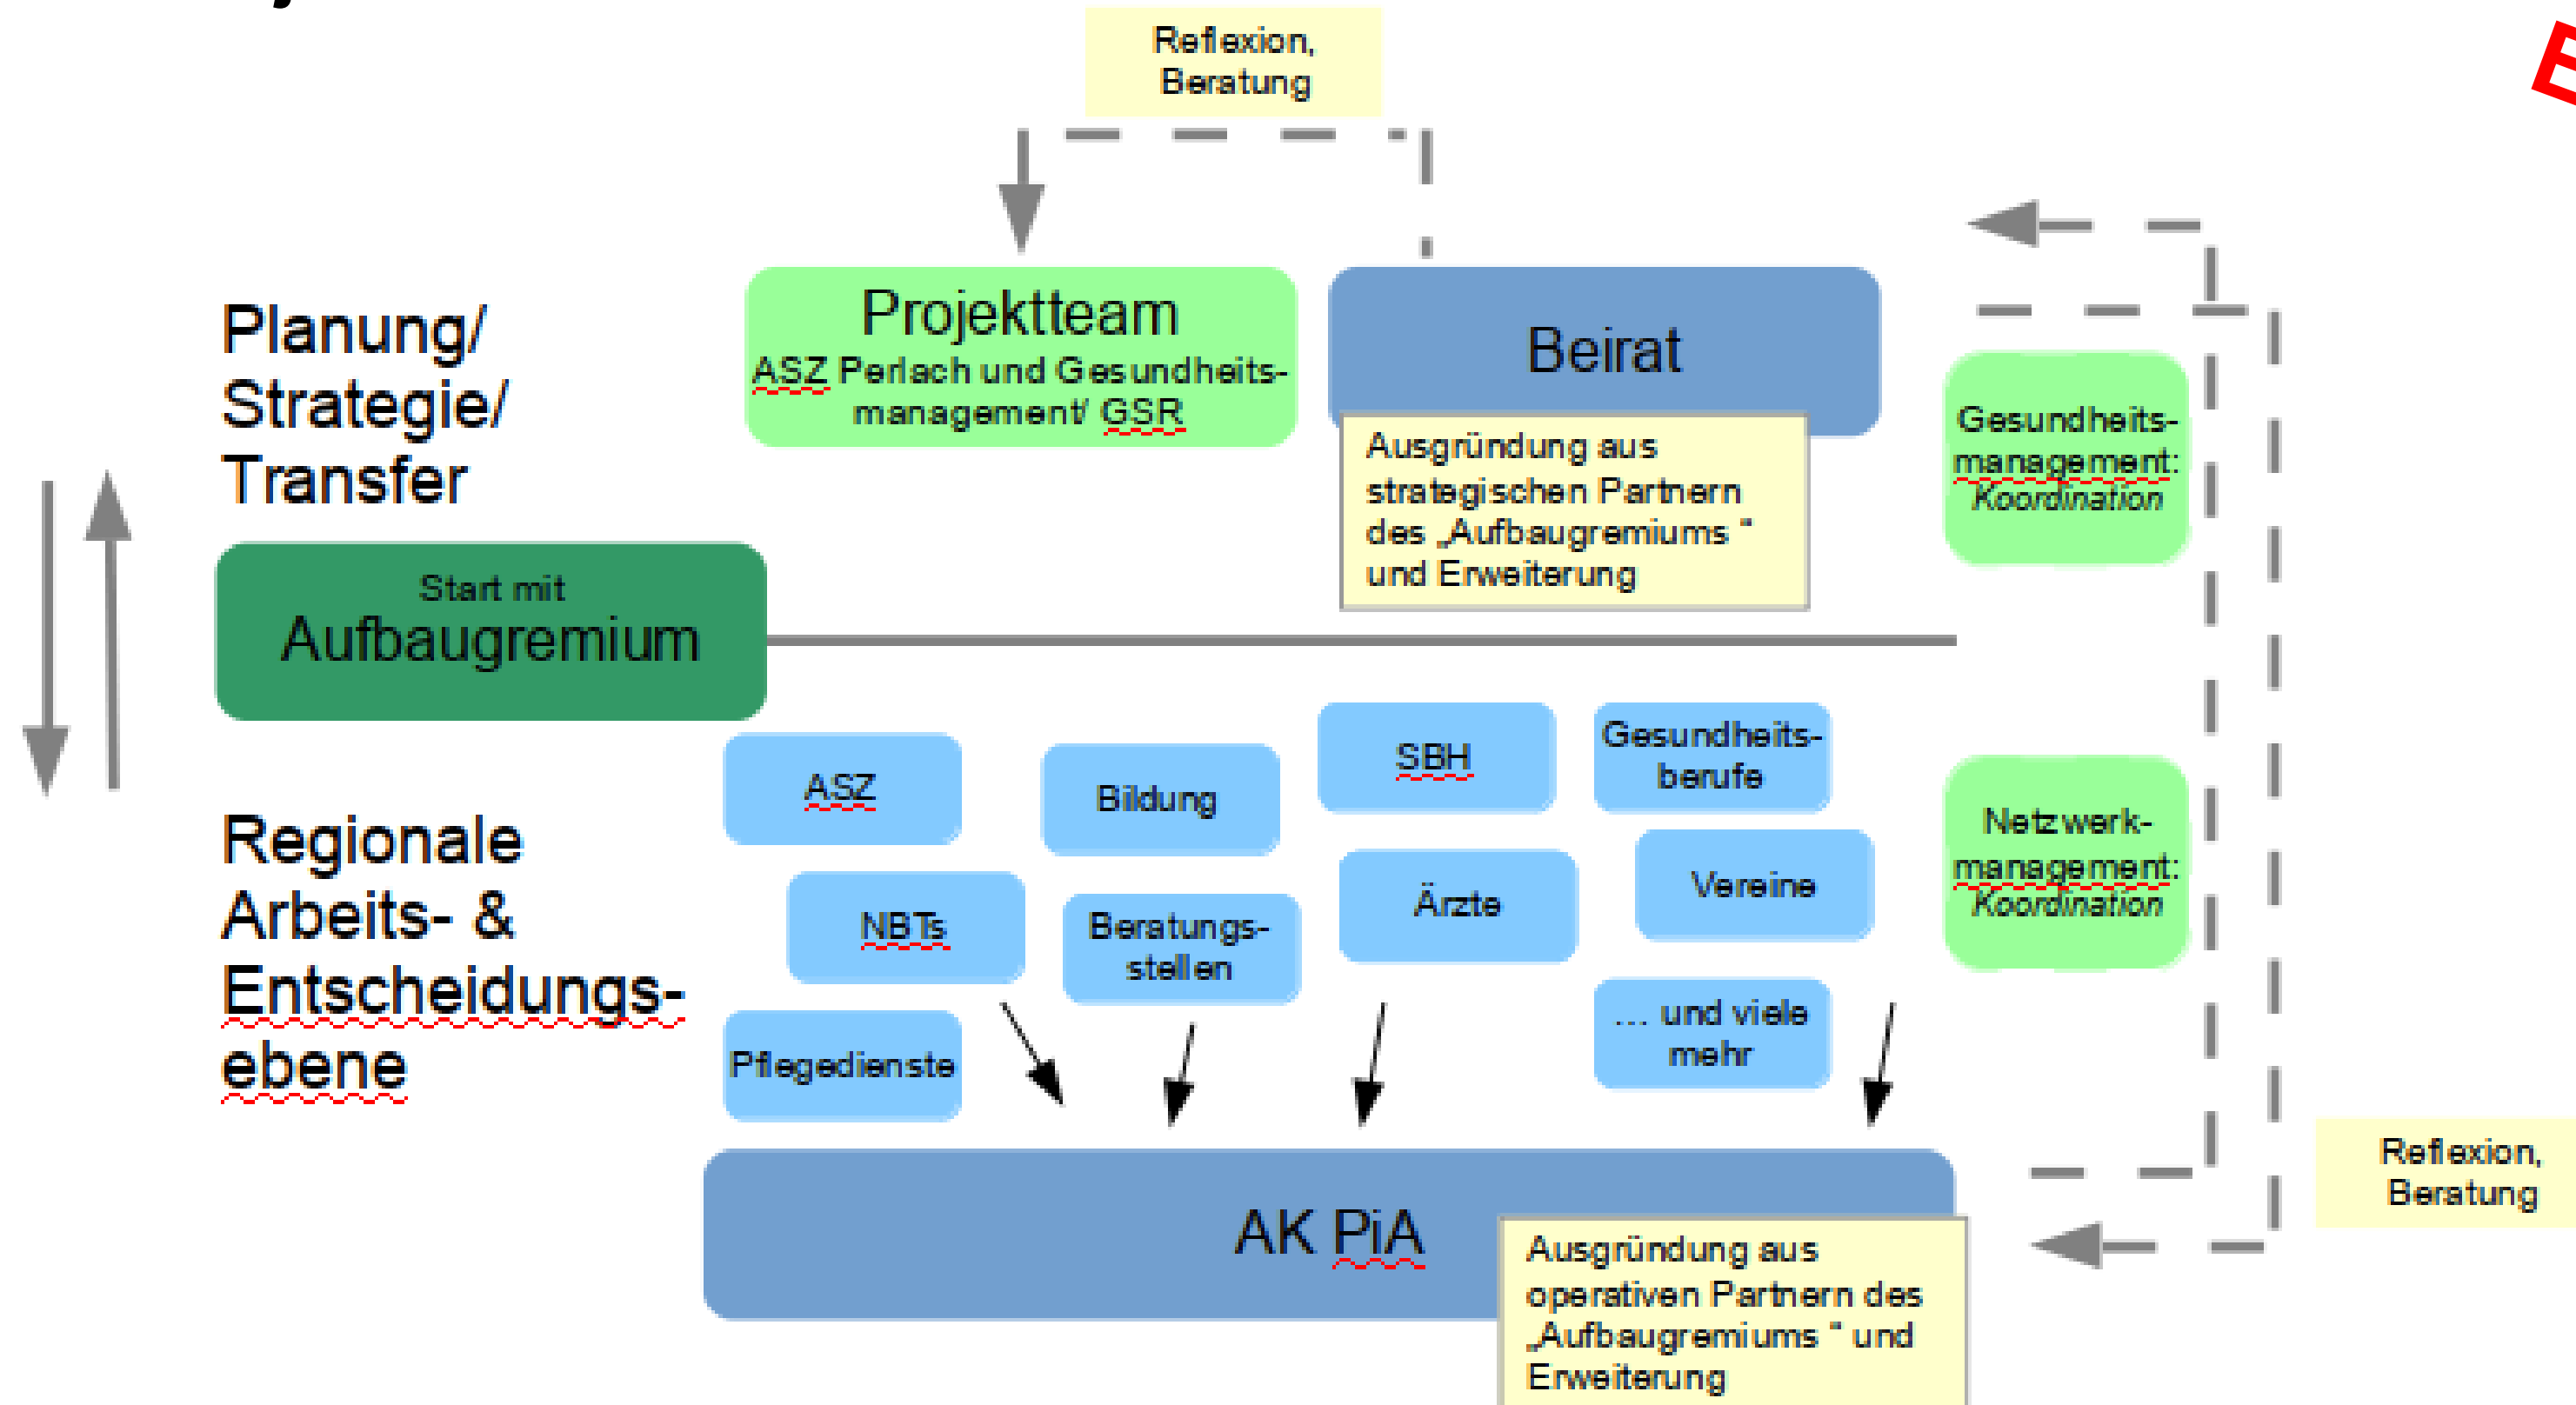 Reflexion,
Beratung
Planung/
Strategie/
Transfer
Projektteam
ASZ Perlach und Gesundheits-
management/ GSR
Beirat
Ausgründung aus
strategischen Partnern
des „Aufbaugremiums “
und Erweiterung
Gesundheits-
management:
Koordination
Start mit
Aufbaugremium
Regionale
Arbeits- &
Entscheidungs-
ebene
ASZ
Bildung
SBH
Gesundheits-
berufe
NBTs
Beratungs-
stellen
Ärzte
Vereine
Pflegedienste
... und viele
mehr
Netzwerk-
management:
Koordination
AK PiA
Ausgründung aus
operativen Partnern des
„Aufbaugremiums “ und
Erweiterung
Reflexion,
Beratung